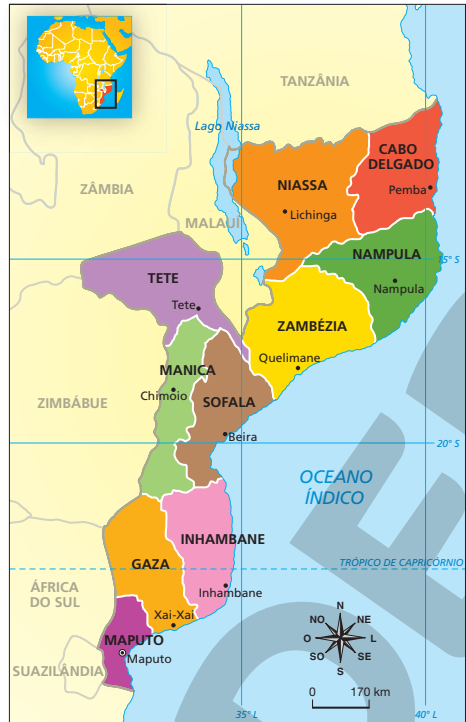 TANZÂNIA
Lago Niassa
CABO
DELGADO
ZÂMBIA
NIASSA
Pemba
Lichinga
MALAUÍ
NAMPULA
15° S
TETE
Nampula
Tete
ZAMBÉZIA
Quelimane
MANICA
Chimoio
ZIMBÁBUE
SOFALA
Beira
20° S
OCEANO
ÍNDICO
INHAMBANE
GAZA
TRÓPICO DE CAPRICÓRNIO
ÁFRICA
DO SUL
Inhambane
Xai-Xai
MAPUTO
Maputo
SUAZILÂNDIA
N
NO
NE
O
L
SO
SE
S
0 170 km
35° L
40° L